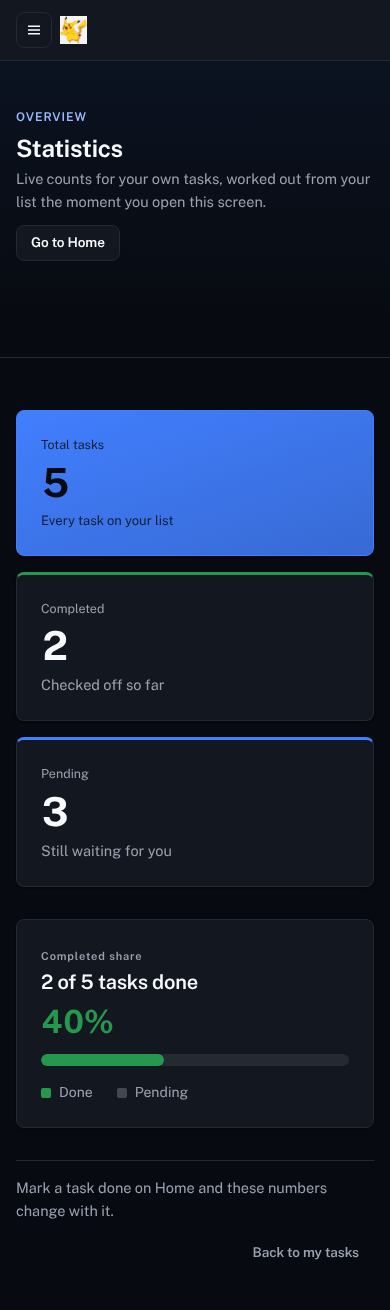 OVERVIEW
Statistics
Live counts for your own tasks, worked out from your
list the moment you open this screen.
Go to Home
Total tasks
5
Every task on your list
Completed
2
Checked off so far
Pending
3
Still waiting for you
Completed share
2 of 5 tasks done
40%
Done Pending
Mark a task done on Home and these numbers
change with it.
Back to my tasks